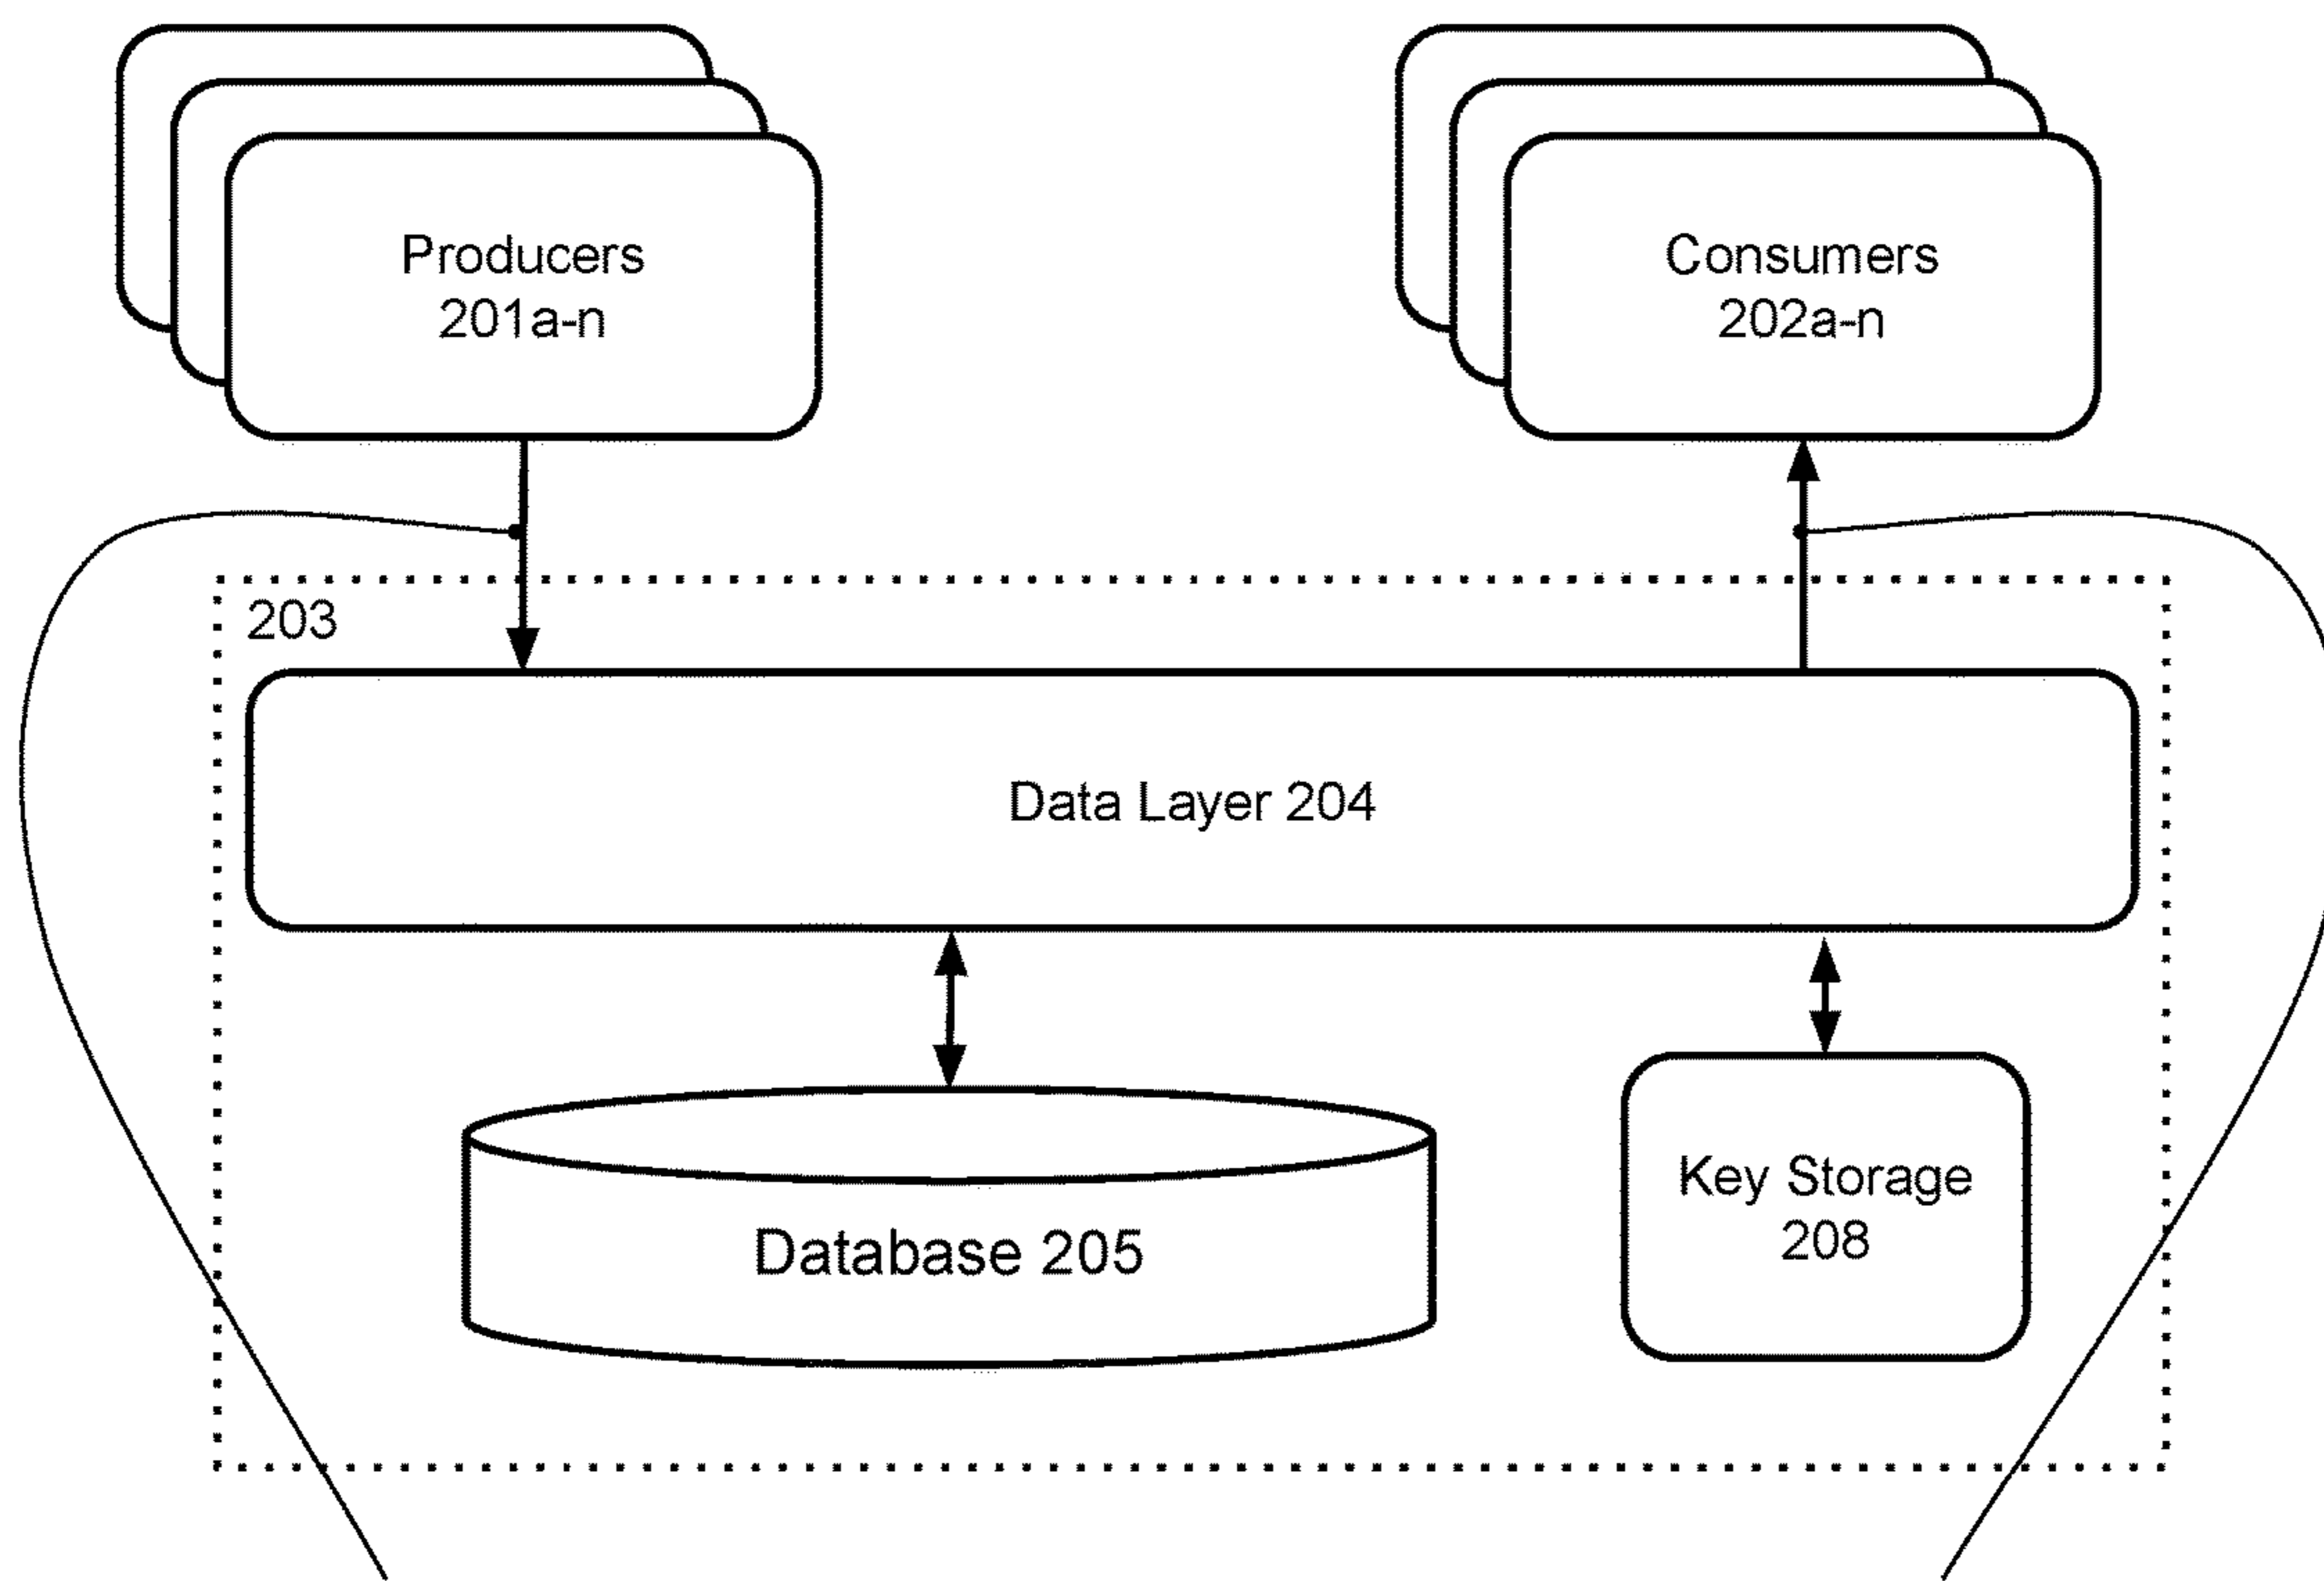 Producers
201a-n
Consumers
202a-n
203
Data Layer 204
Database 205
Key Storage
208